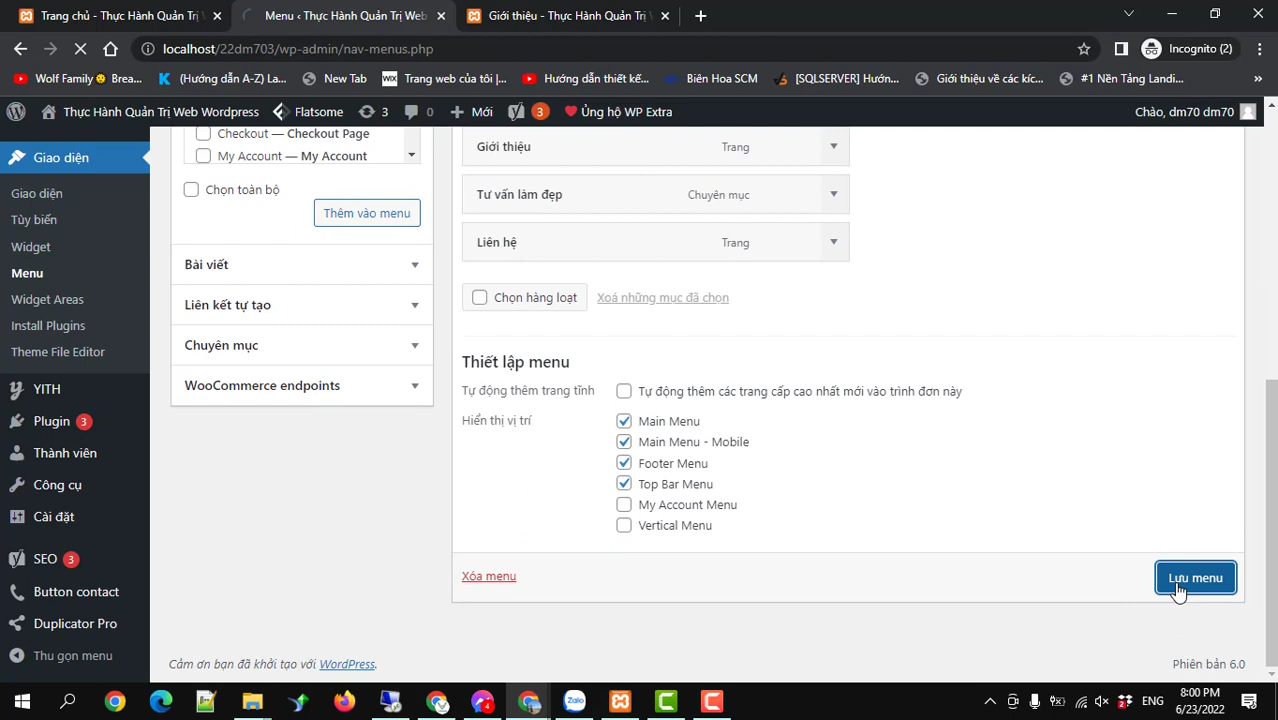 Trang chủ - Thực Hành Quản Trị
Menu ‹ Thực Hành Quản Trị Web
Giới thiệu - Thực Hành Quản Trị
localhost/22dm703/wp-admin/nav-menus.php
Incognito (2)
Wolf Family Brea...
(Hướng dẫn A-Z) La...
New Tab
Trang web của tôi |...
Hướng dẫn thiết kế...
Biên Hòa SCM
[SQLSERVER] Hướn...
Giới thiệu về các kíc...
#1 Nền Tảng Landi...
Thực Hành Quản Trị Web Wordpress
Flatsome
3
0
Mới
3
Ủng hộ WP Extra
Chào, dm70 dm70
Giao diện
Giao diện
Tùy biến
Widget
Menu
Widget Areas
Install Plugins
Theme File Editor
YITH
Plugin 3
Thành viên
Công cụ
Cài đặt
SEO 3
Button contact
Duplicator Pro
Thu gọn menu
Checkout — Checkout Page
My Account — My Account
Chọn toàn bộ
Thêm vào menu
Bài viết
Liên kết tự tạo
Chuyên mục
WooCommerce endpoints
Giới thiệu Trang
Tư vấn làm đẹp Chuyên mục
Liên hệ Trang
Chọn hàng loạt
Xoá những mục đã chọn
Thiết lập menu
Tự động thêm trang tĩnh
Tự động thêm các trang cấp cao nhất mới vào trình đơn này
Hiển thị vị trí
Main Menu
Main Menu - Mobile
Footer Menu
Top Bar Menu
My Account Menu
Vertical Menu
Xóa menu
Lưu menu
Cảm ơn bạn đã khởi tạo với WordPress.
Phiên bản 6.0
Zalo
4
ENG
8:00 PM
6/23/2022